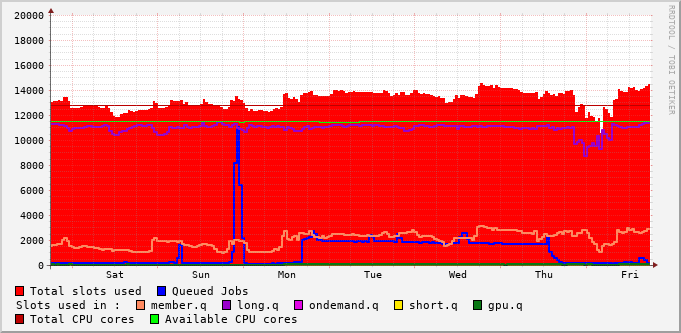 20000
18000
16000
14000
12000
10000
8000
6000
4000
2000
0
Sat Sun Mon Tue Wed Thu Fri
RRDTOOL / TOBI OETIKER
Total slots used Queued Jobs
Slots used in : member.q long.q ondemand.q short.q gpu.q
Total CPU cores Available CPU cores